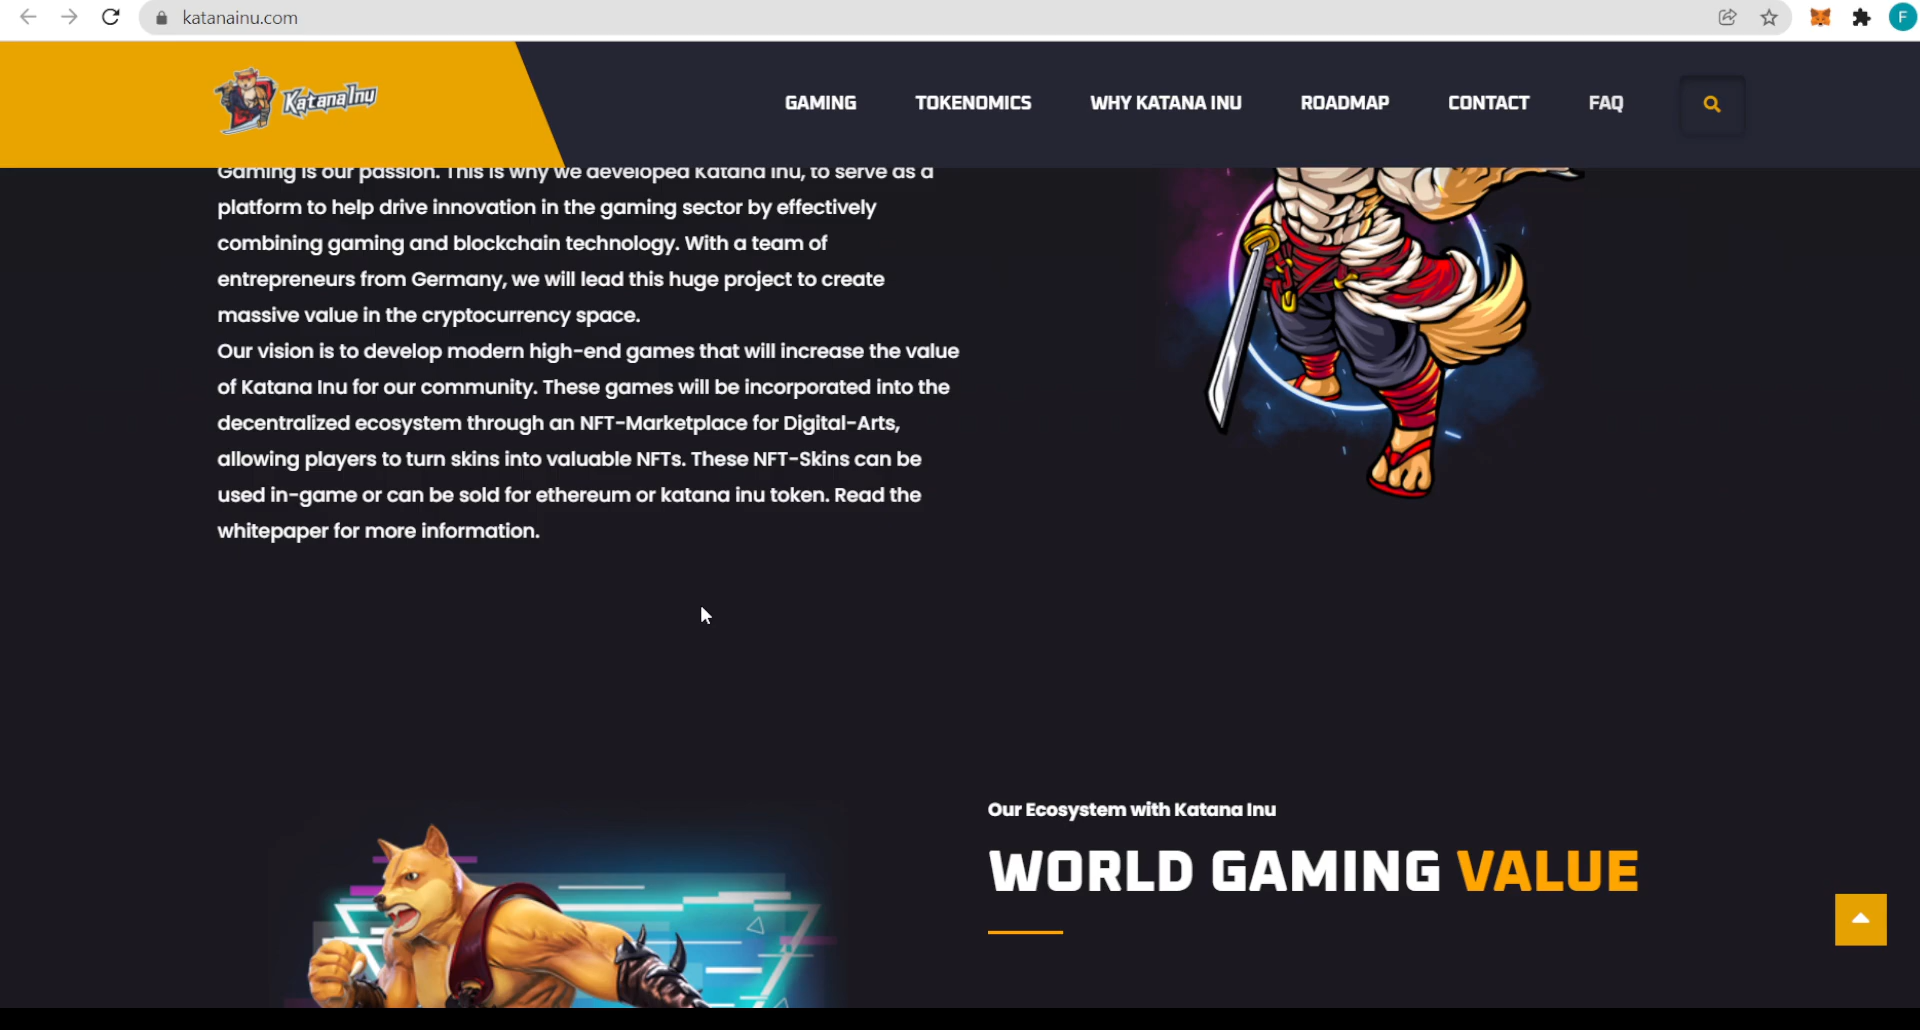 katanainu.com
F
Katana Inu
GAMING
TOKENOMICS
WHY KATANA INU
ROADMAP
CONTACT
FAQ
Gaming is our passion. This is why we developed Katana Inu, to serve as a
platform to help drive innovation in the gaming sector by effectively
combining gaming and blockchain technology. With a team of
entrepreneurs from Germany, we will lead this huge project to create
massive value in the cryptocurrency space.
Our vision is to develop modern high-end games that will increase the value
of Katana Inu for our community. These games will be incorporated into the
decentralized ecosystem through an NFT-Marketplace for Digital-Arts,
allowing players to turn skins into valuable NFTs. These NFT-Skins can be
used in-game or can be sold for ethereum or katana inu token. Read the
whitepaper for more information.
Our Ecosystem with Katana Inu
WORLD GAMING VALUE